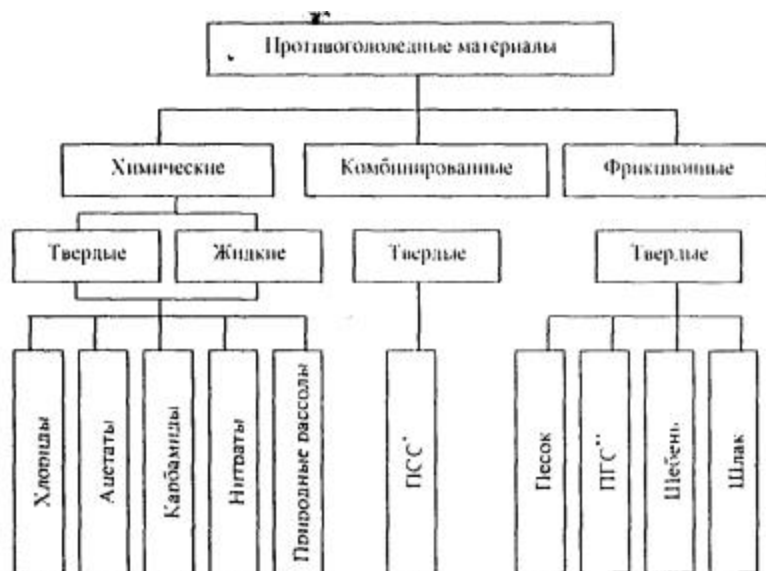 Противогололедные материалы
Химические
Комбинированные
Фрикционные
Твердые
Жидкие
Твердые
Твердые
Хлориды
Ацетаты
Карбамиды
Нитраты
Природные рассолы
ПСС*
Песок
ПГС**
Щебень
Шлак